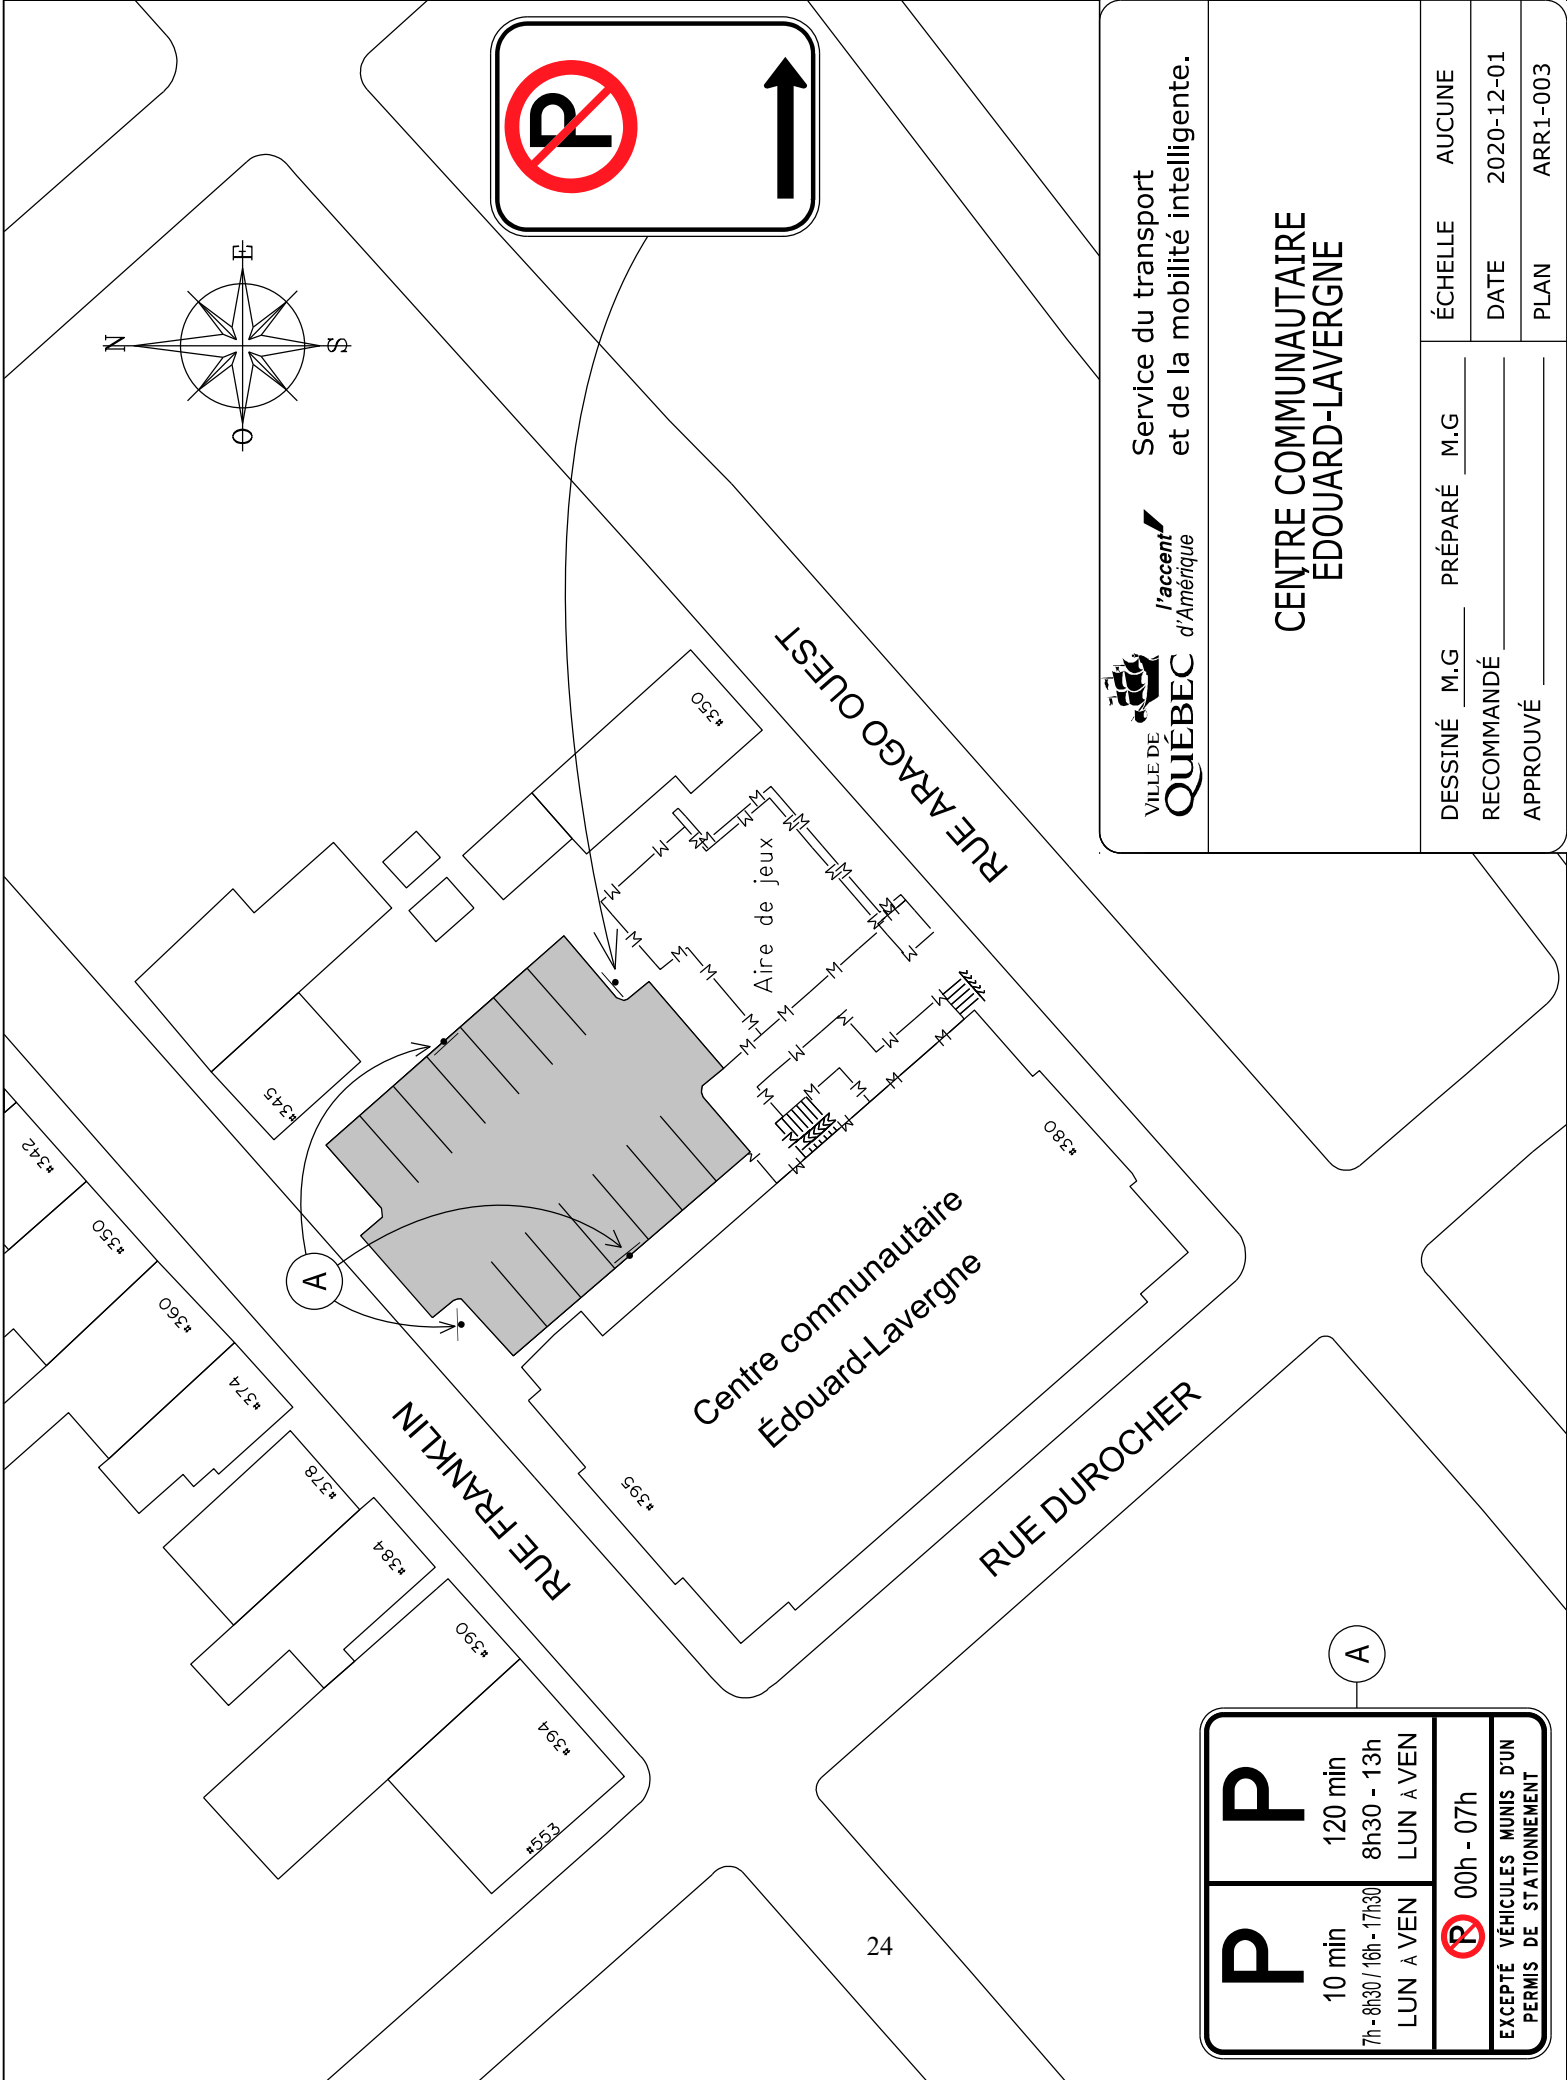 N
E
S
O
P
RUE ARAGO OUEST
RUE FRANKLIN
RUE DUROCHER
Aire de jeux
Centre communautaire
Édouard-Lavergne
#342
#350
#360
#374
#378
#384
#390
#394
#553
#345
#350
#380
#395
A
A
P
10 min
7h - 8h30 / 16h - 17h30
LUN À VEN
P
120 min
8h30 - 13h
LUN À VEN
P 00h - 07h
EXCEPTÉ VÉHICULES MUNIS D'UN
PERMIS DE STATIONNEMENT
VILLE DE
QUÉBEC
l'accent
d'Amérique
Service du transport
et de la mobilité intelligente.
CENTRE COMMUNAUTAIRE
ÉDOUARD-LAVERGNE
DESSINÉ M.G PRÉPARÉ M.G
RECOMMANDÉ
APPROUVÉ
ÉCHELLE AUCUNE
DATE 2020-12-01
PLAN ARR1-003
24